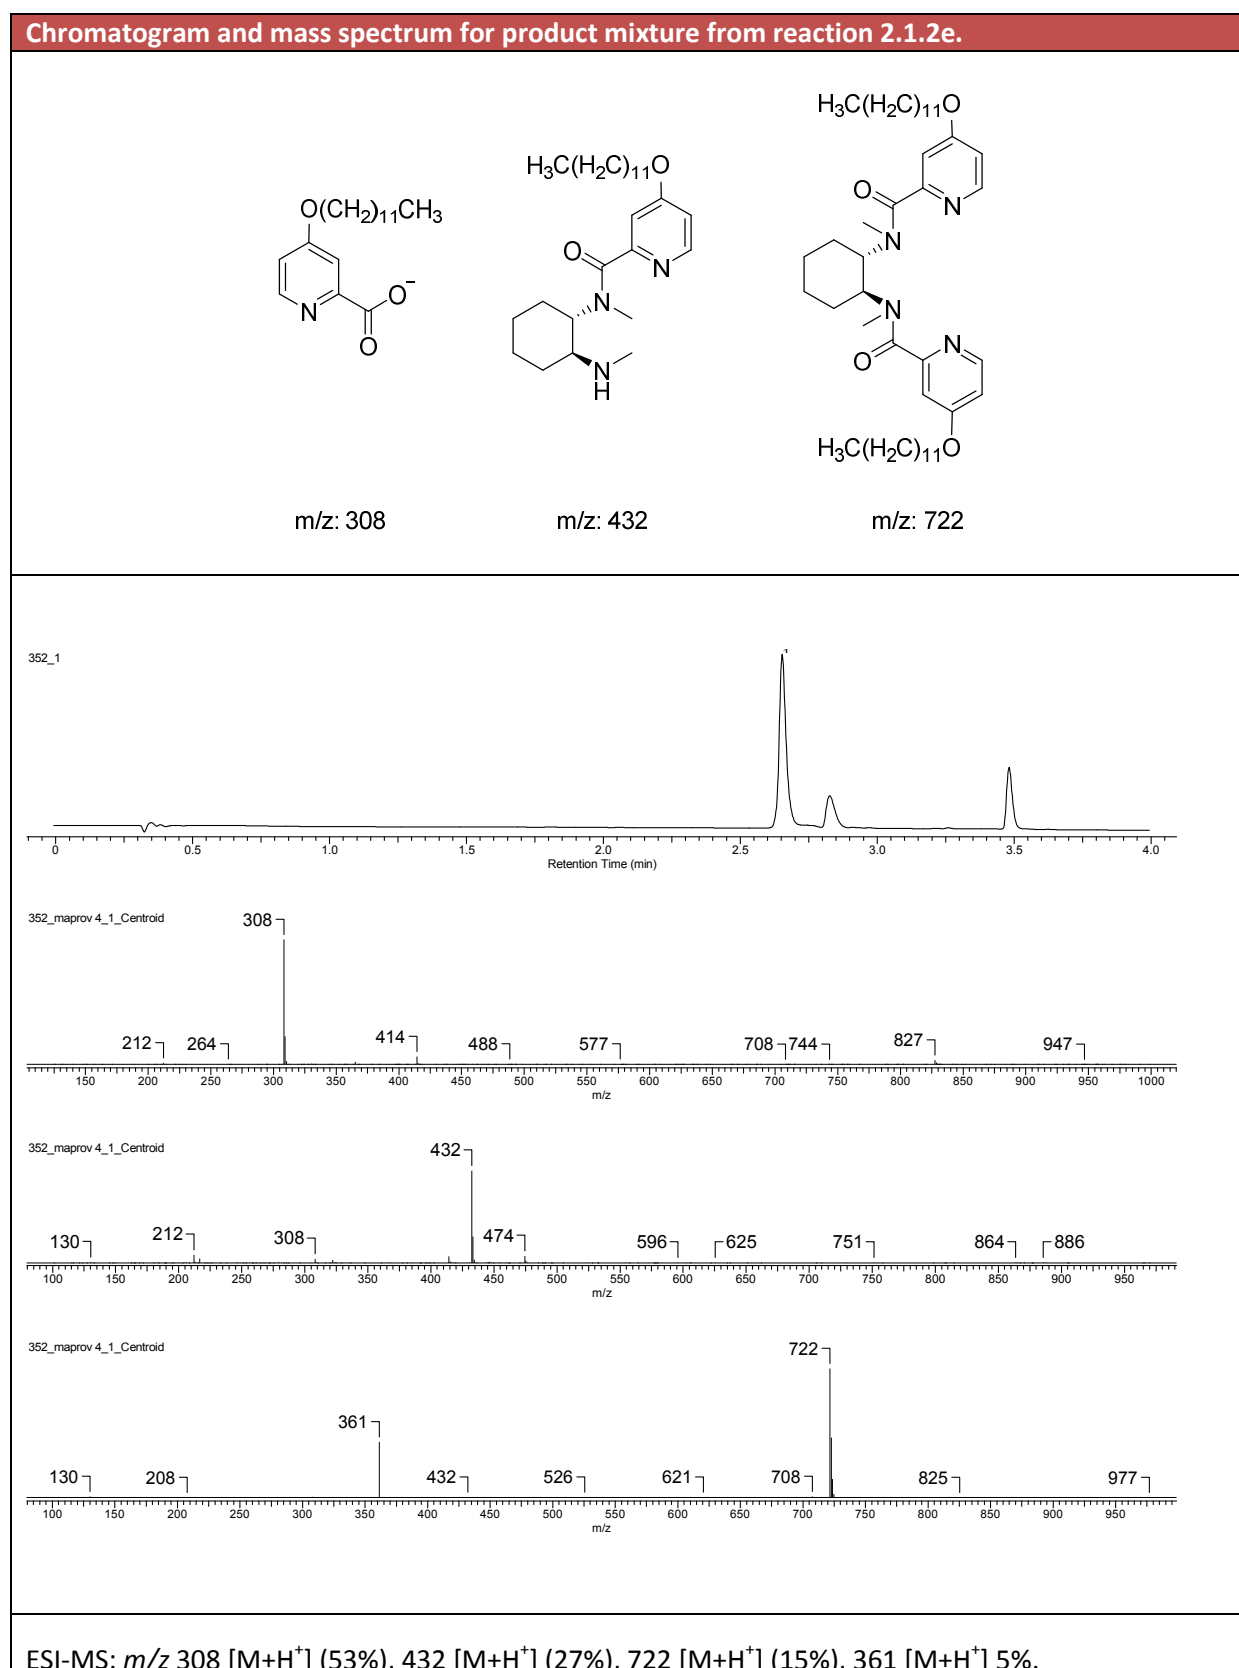 Chromatogram and mass spectrum for product mixture from reaction 2.1.2e.
H3C(H2C)11O
H3C(H2C)11O
O(CH2)11CH3
O
N
N
O
N
N
O-
N
O
N
H
N
O
N
H3C(H2C)11O
m/z: 308 m/z: 432 m/z: 722
352_1
1
0 0.5 1.0 1.5 2.0 2.5 3.0 3.5 4.0
Retention Time (min)
352_maprov 4_1_Centroid
308
212 264 414 488 577 708 744 827 947
150 200 250 300 350 400 450 500 550 600 650 700 750 800 850 900 950 1000
m/z
352_maprov 4_1_Centroid
432
130 212 308 474 596 625 751 864 886
100 150 200 250 300 350 400 450 500 550 600 650 700 750 800 850 900 950
m/z
352_maprov 4_1_Centroid
722
361
130 208 432 526 621 708 825 977
100 150 200 250 300 350 400 450 500 550 600 650 700 750 800 850 900 950
m/z
ESI-MS: m/z 308 [M+H+] (53%), 432 [M+H+] (27%), 722 [M+H+] (15%), 361 [M+H+] 5%.